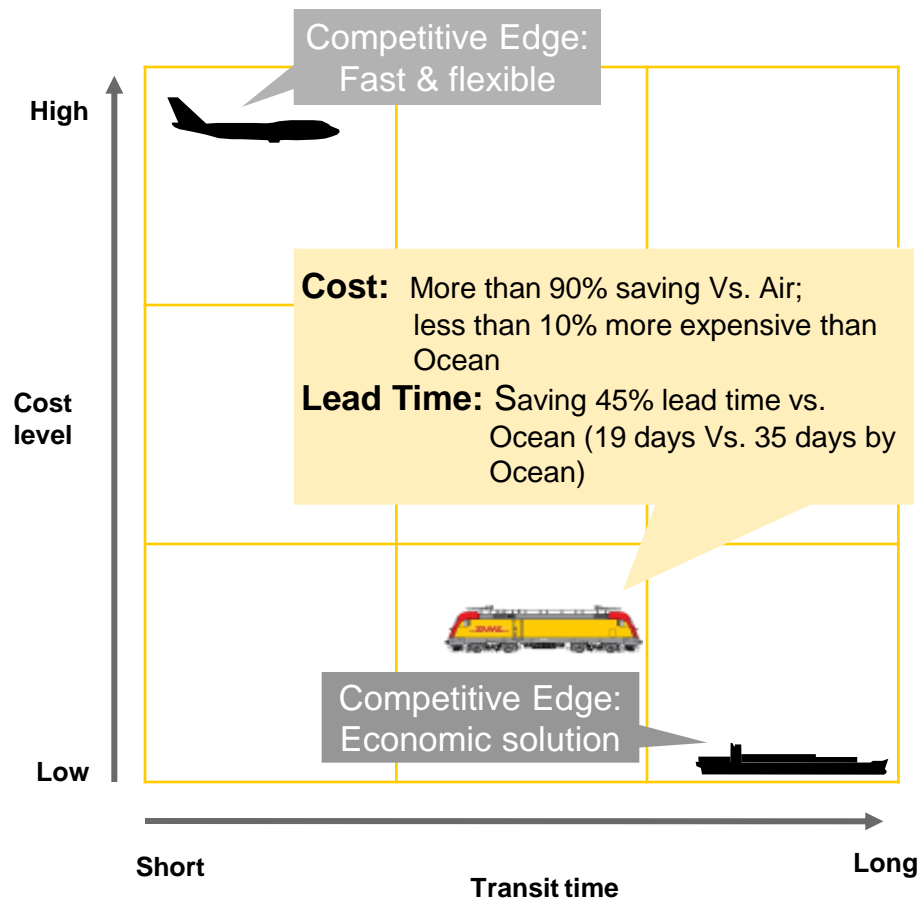 Competitive Edge:
Fast & flexible
High
Cost: More than 90% saving Vs. Air;
less than 10% more expensive than
Ocean
Lead Time: Saving 45% lead time vs.
Ocean (19 days Vs. 35 days by
Ocean)
Cost
level
DHL
Competitive Edge:
Economic solution
Low
Short
Long
Transit time